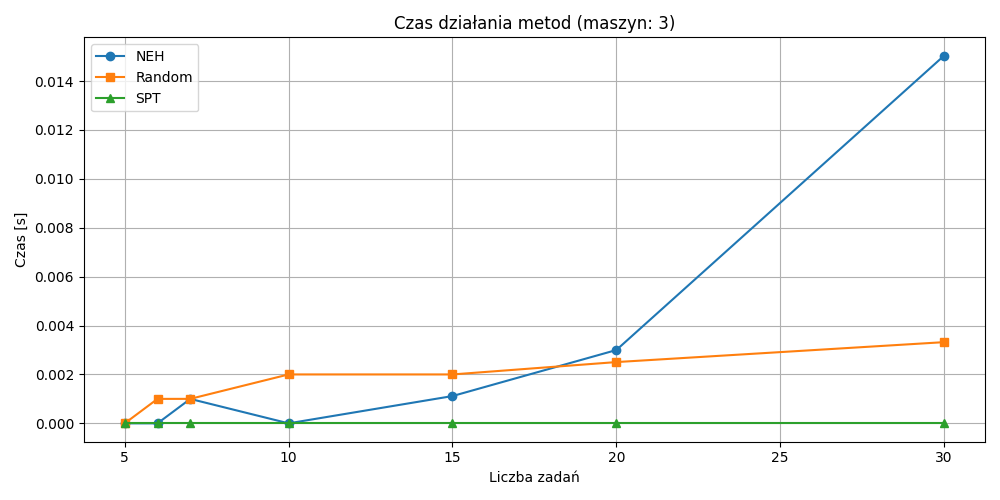 Czas działania metod (maszyn: 3)
NEH
Random
SPT
Czas [s]
0.014
0.012
0.010
0.008
0.006
0.004
0.002
0.000
5 10 15 20 25 30
Liczba zadań